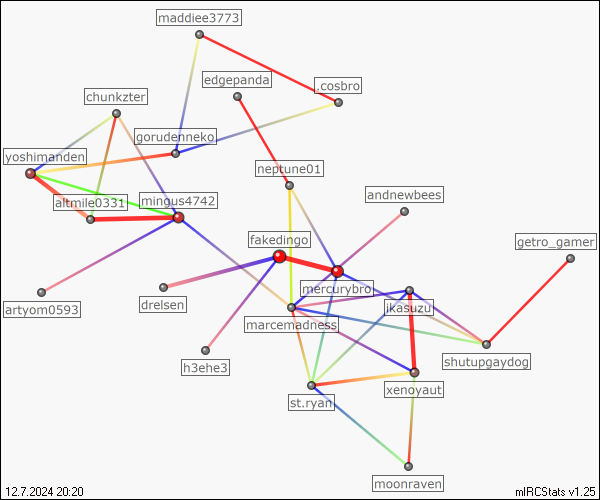 maddiee3773
edgepanda
.cosbro
chunkzter
gorudenneko
yoshimanden
neptune01
altmile0331
mingus4742
andnewbees
fakedingo
getro_gamer
mercurybro
artyom0593
drelsen
jkasuzu
marcemadness
h3ehe3
shutupgaydog
xenoyaut
st.ryan
moonraven
12.7.2024 20:20
mIRCStats v1.25